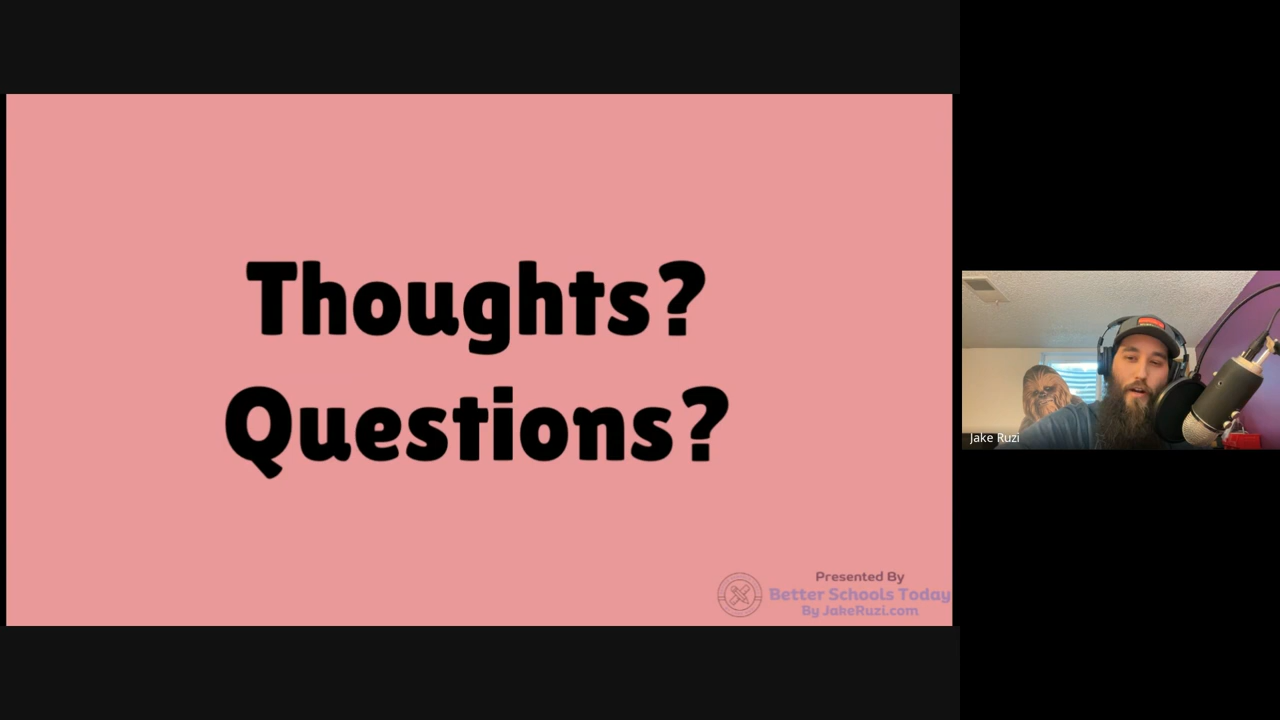 Thoughts?
Questions?
Presented By
Better Schools Today
By JakeRuzi.com
Jake Ruzi